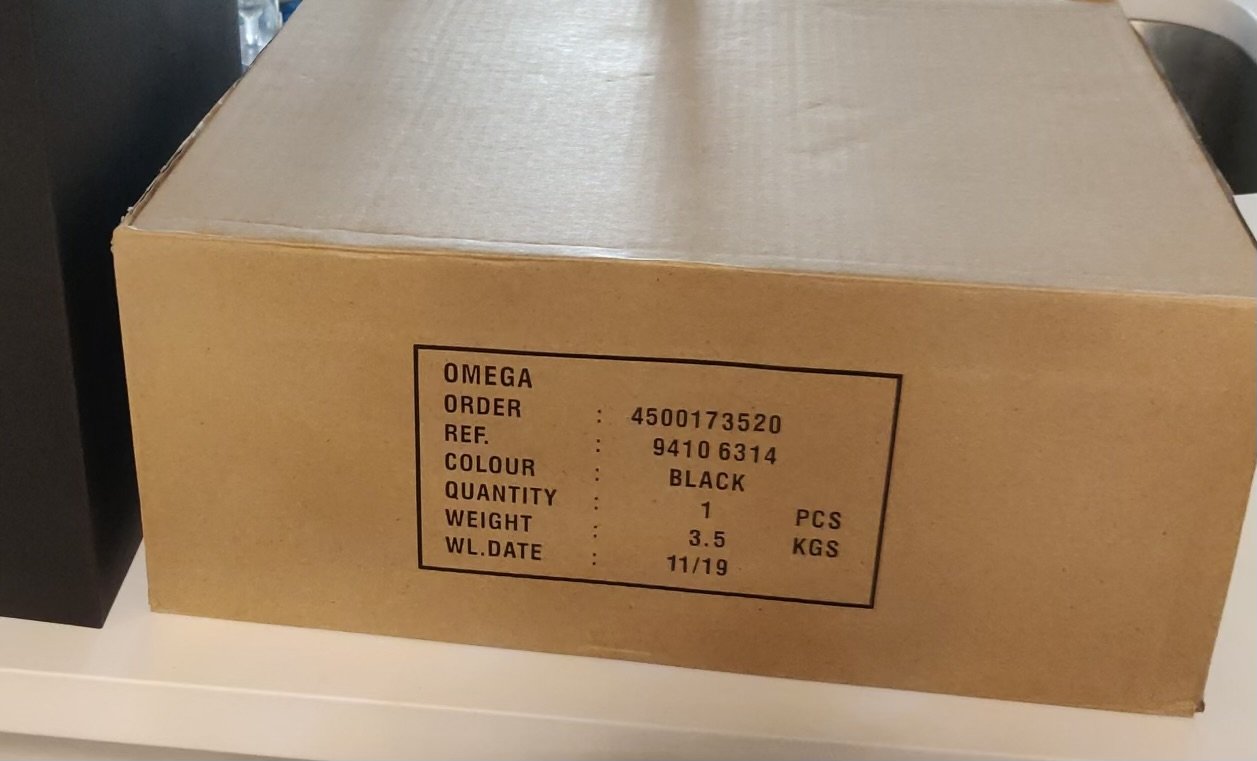 OMEGA
ORDER : 4500173520
REF. : 9410 6314
COLOUR : BLACK
QUANTITY : 1 PCS
WEIGHT : 3.5 KGS
WL.DATE : 11/19